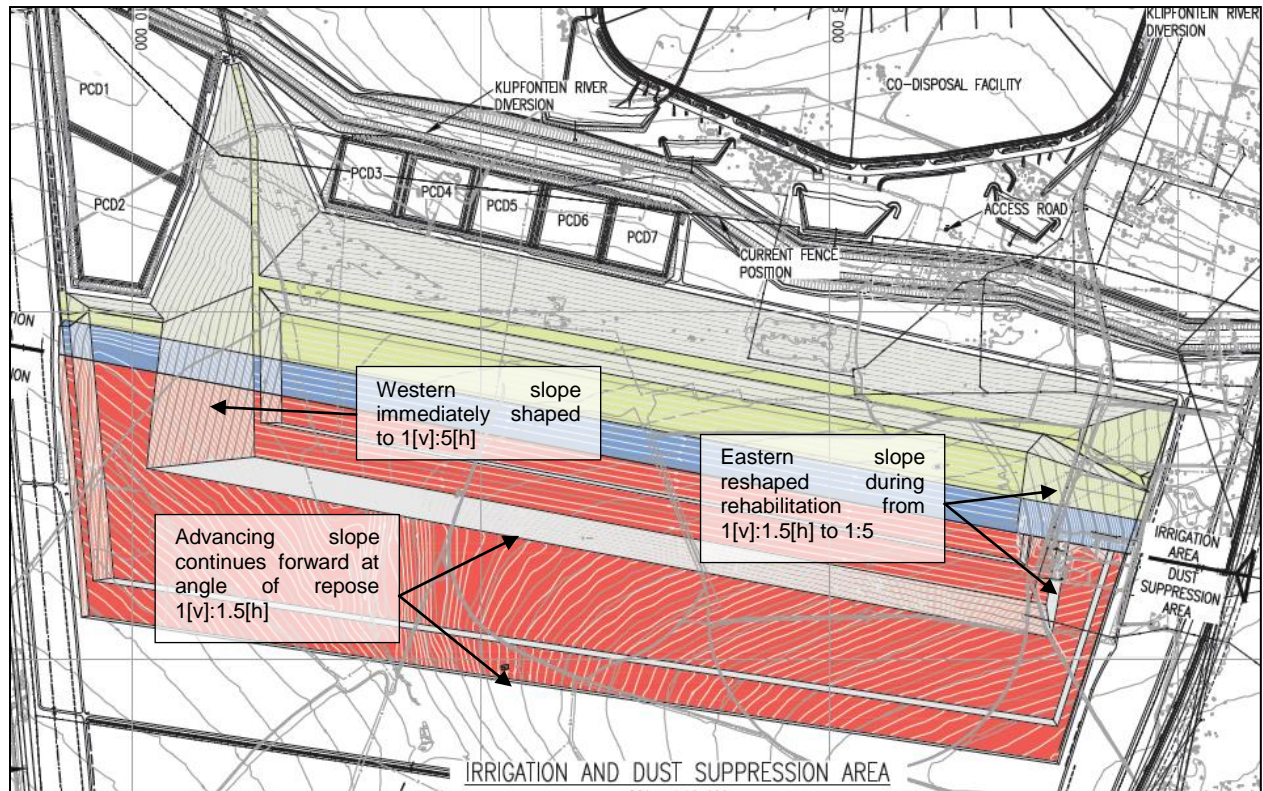 KLIPFONTEIN RIVER
DIVERSION
PCD1
KLIPFONTEIN RIVER
DIVERSION
CO-DISPOSAL FACILITY
PCD2
PCD3
PCD4
PCD5
PCD6
PCD7
ACCESS ROAD
CURRENT FENCE
POSITION
Western slope
immediately shaped
to 1[v]:5[h]
Eastern slope
reshaped during
rehabilitation from
1[v]:1.5[h] to 1:5
Advancing slope
continues forward at
angle of repose
1[v]:1.5[h]
IRRIGATION
AREA
DUST
SUPPRESSION
AREA
IRRIGATION AND DUST SUPPRESSION AREA